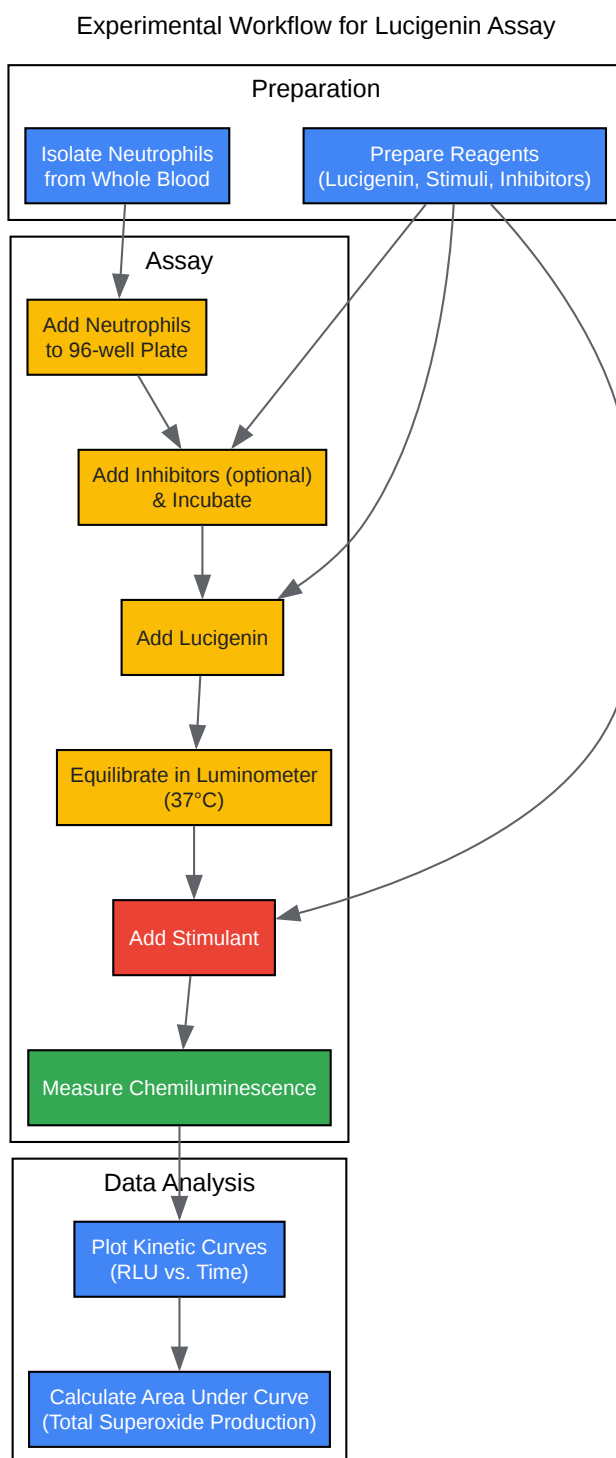 Experimental Workflow for Lucigenin Assay
Preparation
Isolate Neutrophils
from Whole Blood
Prepare Reagents
(Lucigenin, Stimuli, Inhibitors)
Assay
Add Neutrophils
to 96-well Plate
Add Inhibitors (optional)
& Incubate
Add Lucigenin
Equilibrate in Luminometer
(37°C)
Add Stimulant
Measure Chemiluminescence
Data Analysis
Plot Kinetic Curves
(RLU vs. Time)
Calculate Area Under Curve
(Total Superoxide Production)